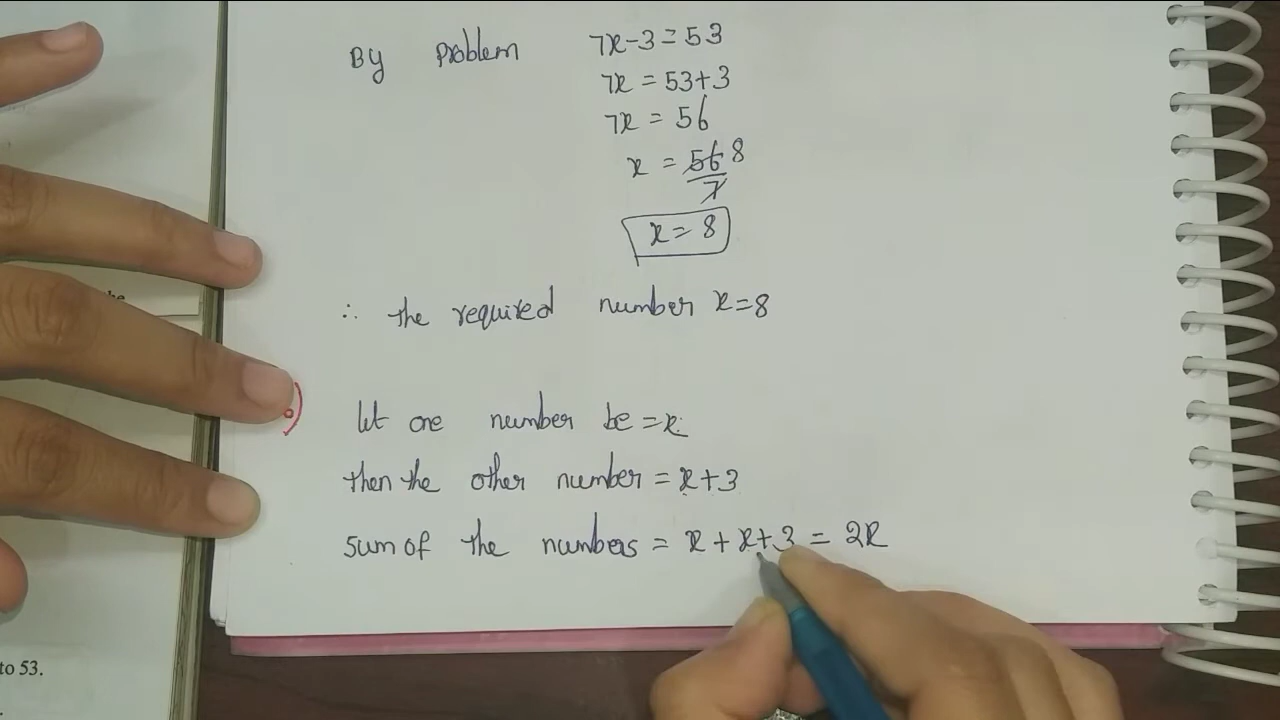 By problem 7x-3=53
7x = 53+3
7x = 56
x = 56/7 8
x = 8
∴ the required number x=8
let one number be = x
then the other number = x+3
sum of the numbers = x + x+3 = 2x
to 53.